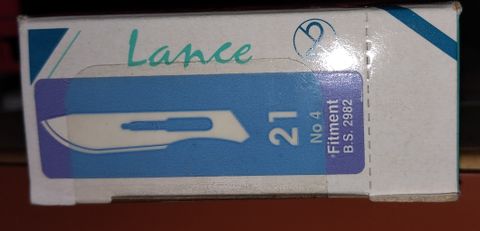 Lance
21
No 4
Fitment
B.S. 2982